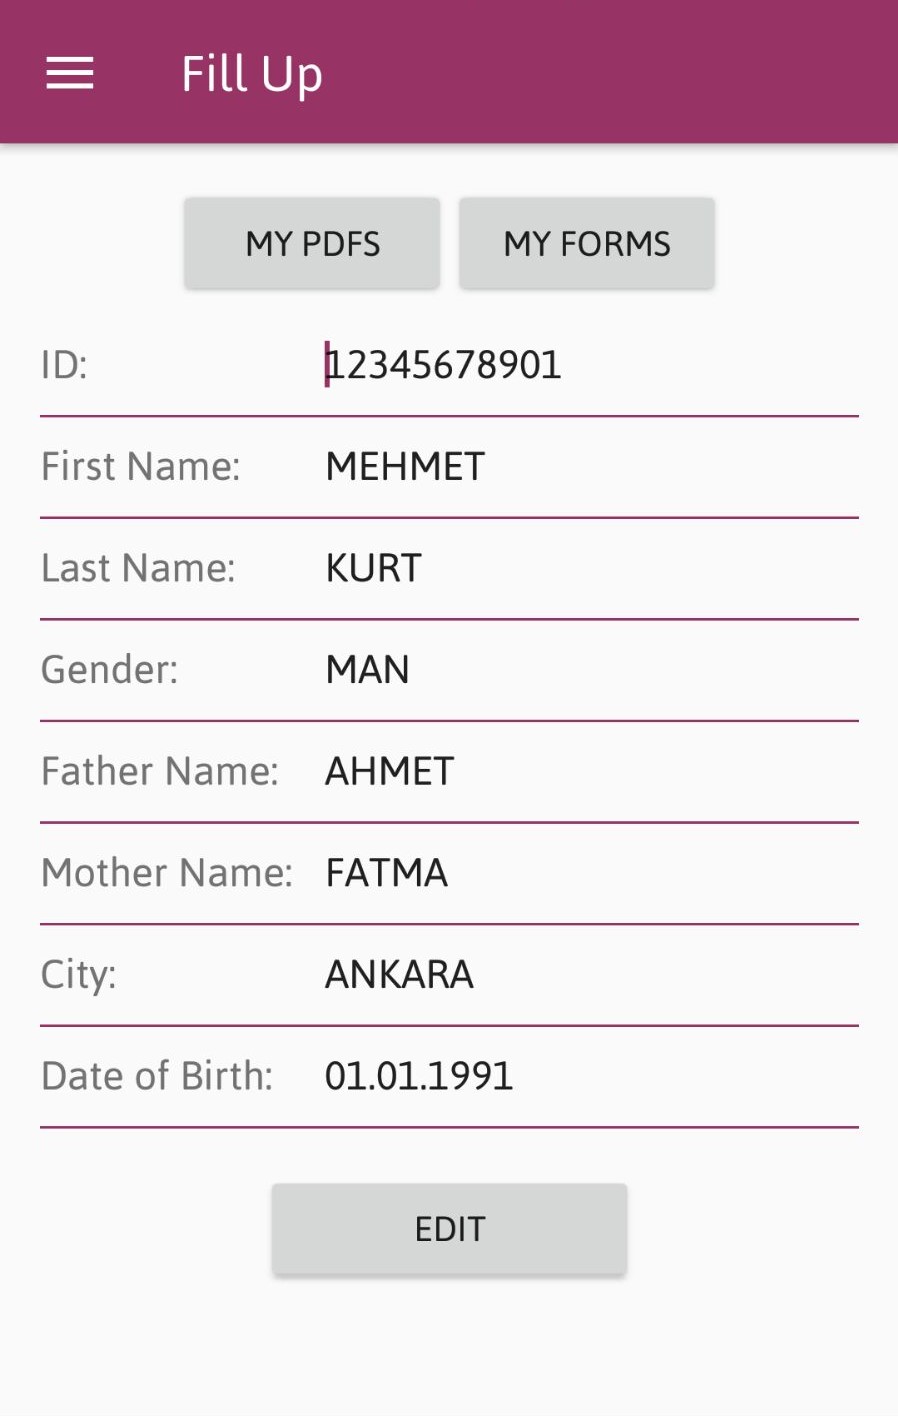 Fill Up
MY PDFS MY FORMS
ID: 12345678901
First Name: MEHMET
Last Name: KURT
Gender: MAN
Father Name: AHMET
Mother Name: FATMA
City: ANKARA
Date of Birth: 01.01.1991
EDIT